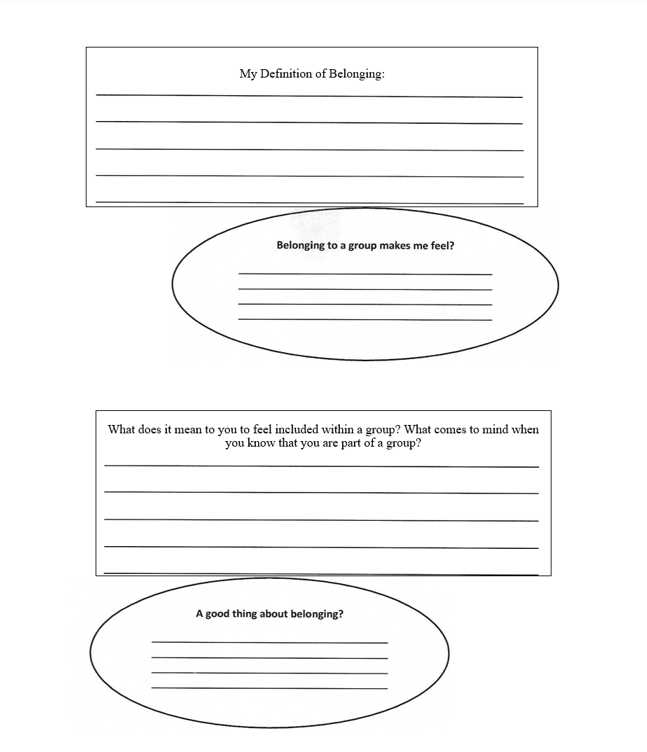 My Definition of Belonging:
Belonging to a group makes me feel?
What does it mean to you to feel included within a group? What comes to mind when
you know that you are part of a group?
A good thing about belonging?